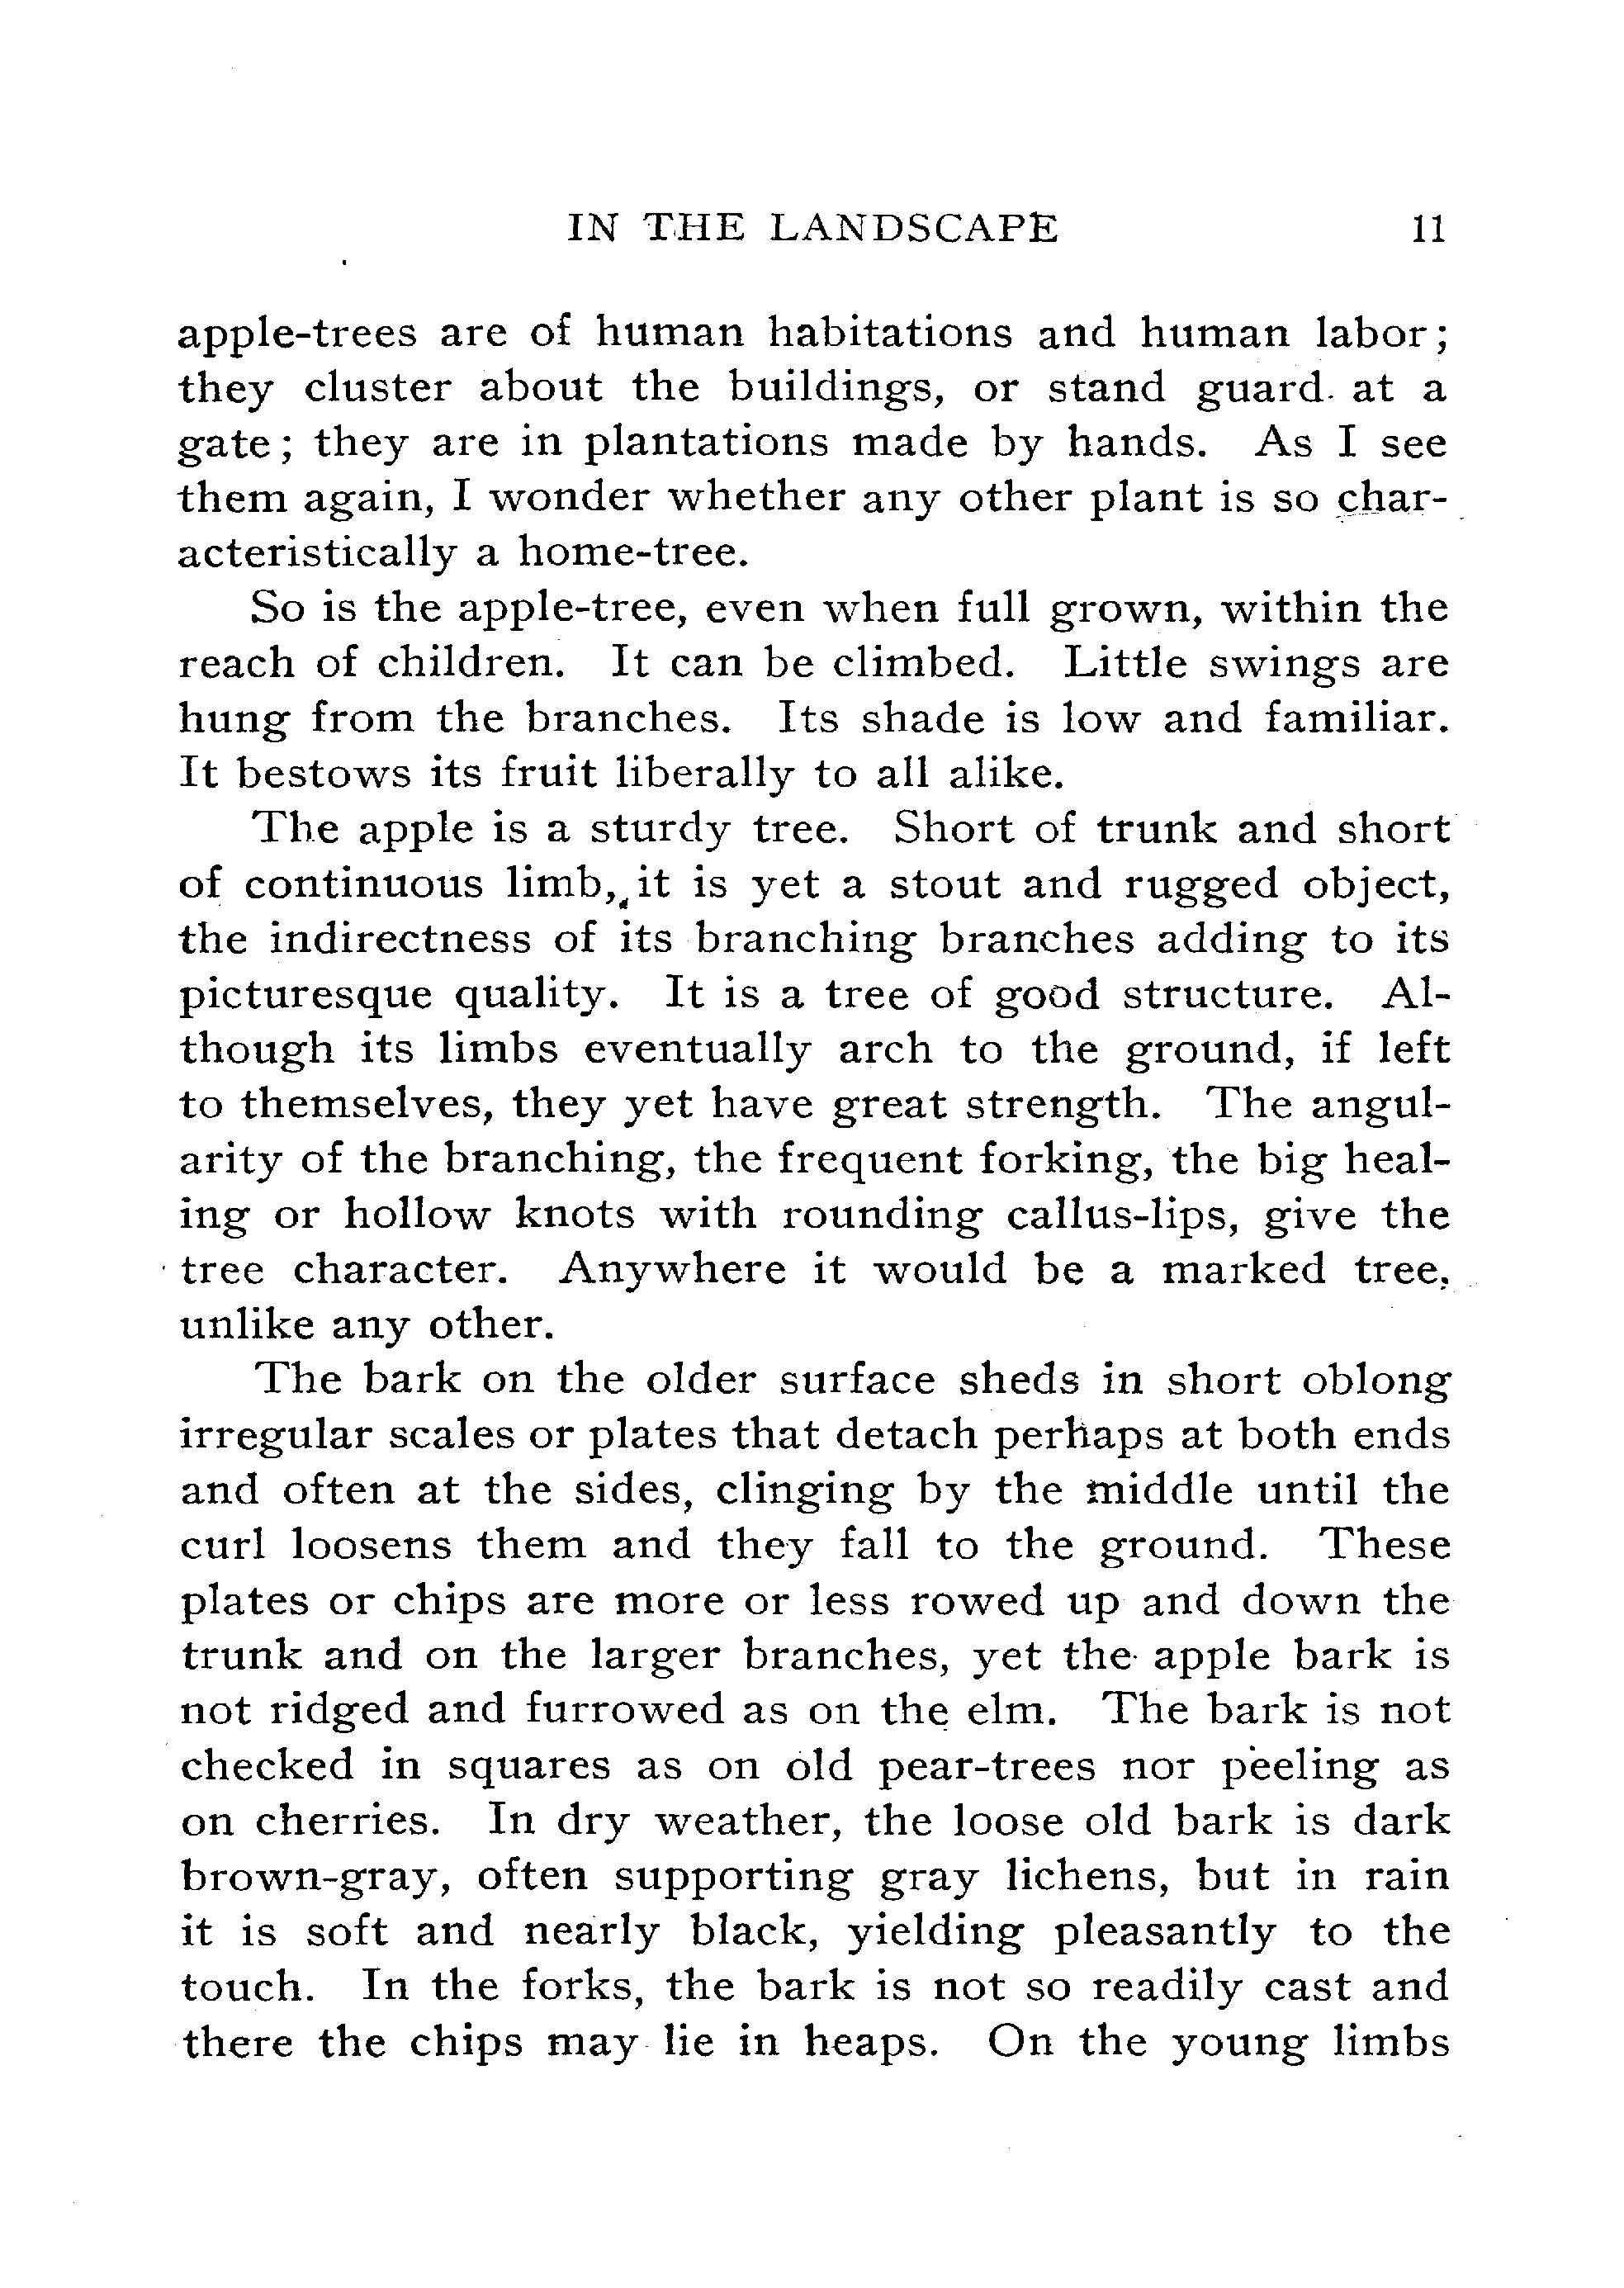 IN THE LANDSCAPE 11
apple-trees are of human habitations and human labor;
they cluster about the buildings, or stand guard at a
gate; they are in plantations made by hands. As I see
them again, I wonder whether any other plant is so char-
acteristically a home-tree.
So is the apple-tree, even when full grown, within the
reach of children. It can be climbed. Little swings are
hung from the branches. Its shade is low and familiar.
It bestows its fruit liberally to all alike.
The apple is a sturdy tree. Short of trunk and short
of continuous limb, it is yet a stout and rugged object,
the indirectness of its branching branches adding to its
picturesque quality. It is a tree of good structure. Al-
though its limbs eventually arch to the ground, if left
to themselves, they yet have great strength. The angul-
arity of the branching, the frequent forking, the big heal-
ing or hollow knots with rounding callus-lips, give the
tree character. Anywhere it would be a marked tree,
unlike any other.
The bark on the older surface sheds in short oblong
irregular scales or plates that detach perhaps at both ends
and often at the sides, clinging by the middle until the
curl loosens them and they fall to the ground. These
plates or chips are more or less rowed up and down the
trunk and on the larger branches, yet the apple bark is
not ridged and furrowed as on the elm. The bark is not
checked in squares as on old pear-trees nor peeling as
on cherries. In dry weather, the loose old bark is dark
brown-gray, often supporting gray lichens, but in rain
it is soft and nearly black, yielding pleasantly to the
touch. In the forks, the bark is not so readily cast and
there the chips may lie in heaps. On the young limbs